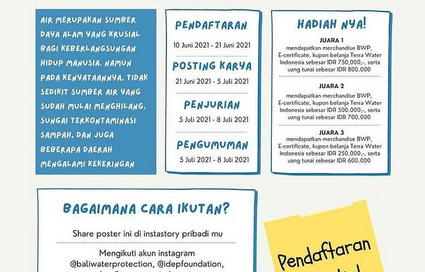 AIR MERUPAKAN SUMBER
DAYA ALAM YANG KRUSIAL
BAGI KEBERLANGSUNGAN
HIDUP MANUSIA. NAMUN
PADA KENYATAANNYA, TIDAK
SEDIKIT SUMBER AIR YANG
SUDAH MULAI MENGHILANG,
SUNGAI TERKONTAMINASI
SAMPAH, DAN JUGA
BEBERAPA DAERAH
MENGALAMI KEKERINGAN
PENDAFTARAN
10 Juni 2021 - 21 Juni 2021
POSTING KARYA
21 Juni 2021 - 5 Juli 2021
PENJURIAN
5 Juli 2021 - 8 Juli 2021
PENGUMUMAN
5 Juli 2021 - 8 Juli 2021
HADIAH NYA!
JUARA 1
mendapatkan merchandise BWP,
E-certificate, kupon belanja Terra Water
Indonesia sebesar IDR 750,000,-, serta
uang tunai sebesar IDR 800.000
JUARA 2
mendapatkan merchandise BWP,
E-certificate, kupon belanja Terra Water
Indonesia sebesar IDR 500.000,-, serta
uang tunai sebesar IDR 700.000
JUARA 3
mendapatkan merchandise BWP,
E-certificate, kupon belanja Terra Water
Indonesia sebesar IDR 250.000,-, serta
uang tunai sebesar IDR 600.000
BAGAIMANA CARA IKUTAN?
Share poster ini di instastory pribadi mu
Mengikuti akun instagram
@baliwaterprotection, @idepfoundation,
Pendaftaran